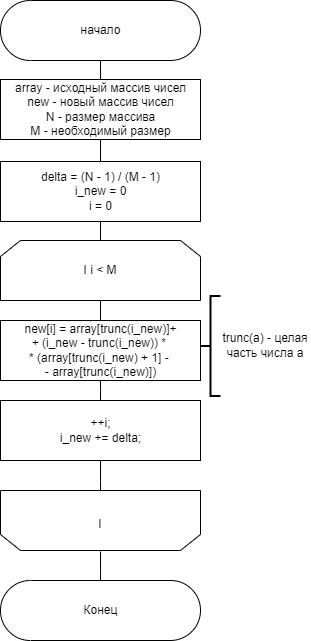 начало
array - исходный массив чисел
new - новый массив чисел
N - размер массива
M - необходимый размер
delta = (N - 1) / (M - 1)
i_new = 0
i = 0
I i < M
new[i] = array[trunc(i_new)]+
+ (i_new - trunc(i_new)) *
* (array[trunc(i_new) + 1] -
- array[trunc(i_new)])
trunc(a) - целая
часть числа a
++i;
i_new += delta;
I
Конец